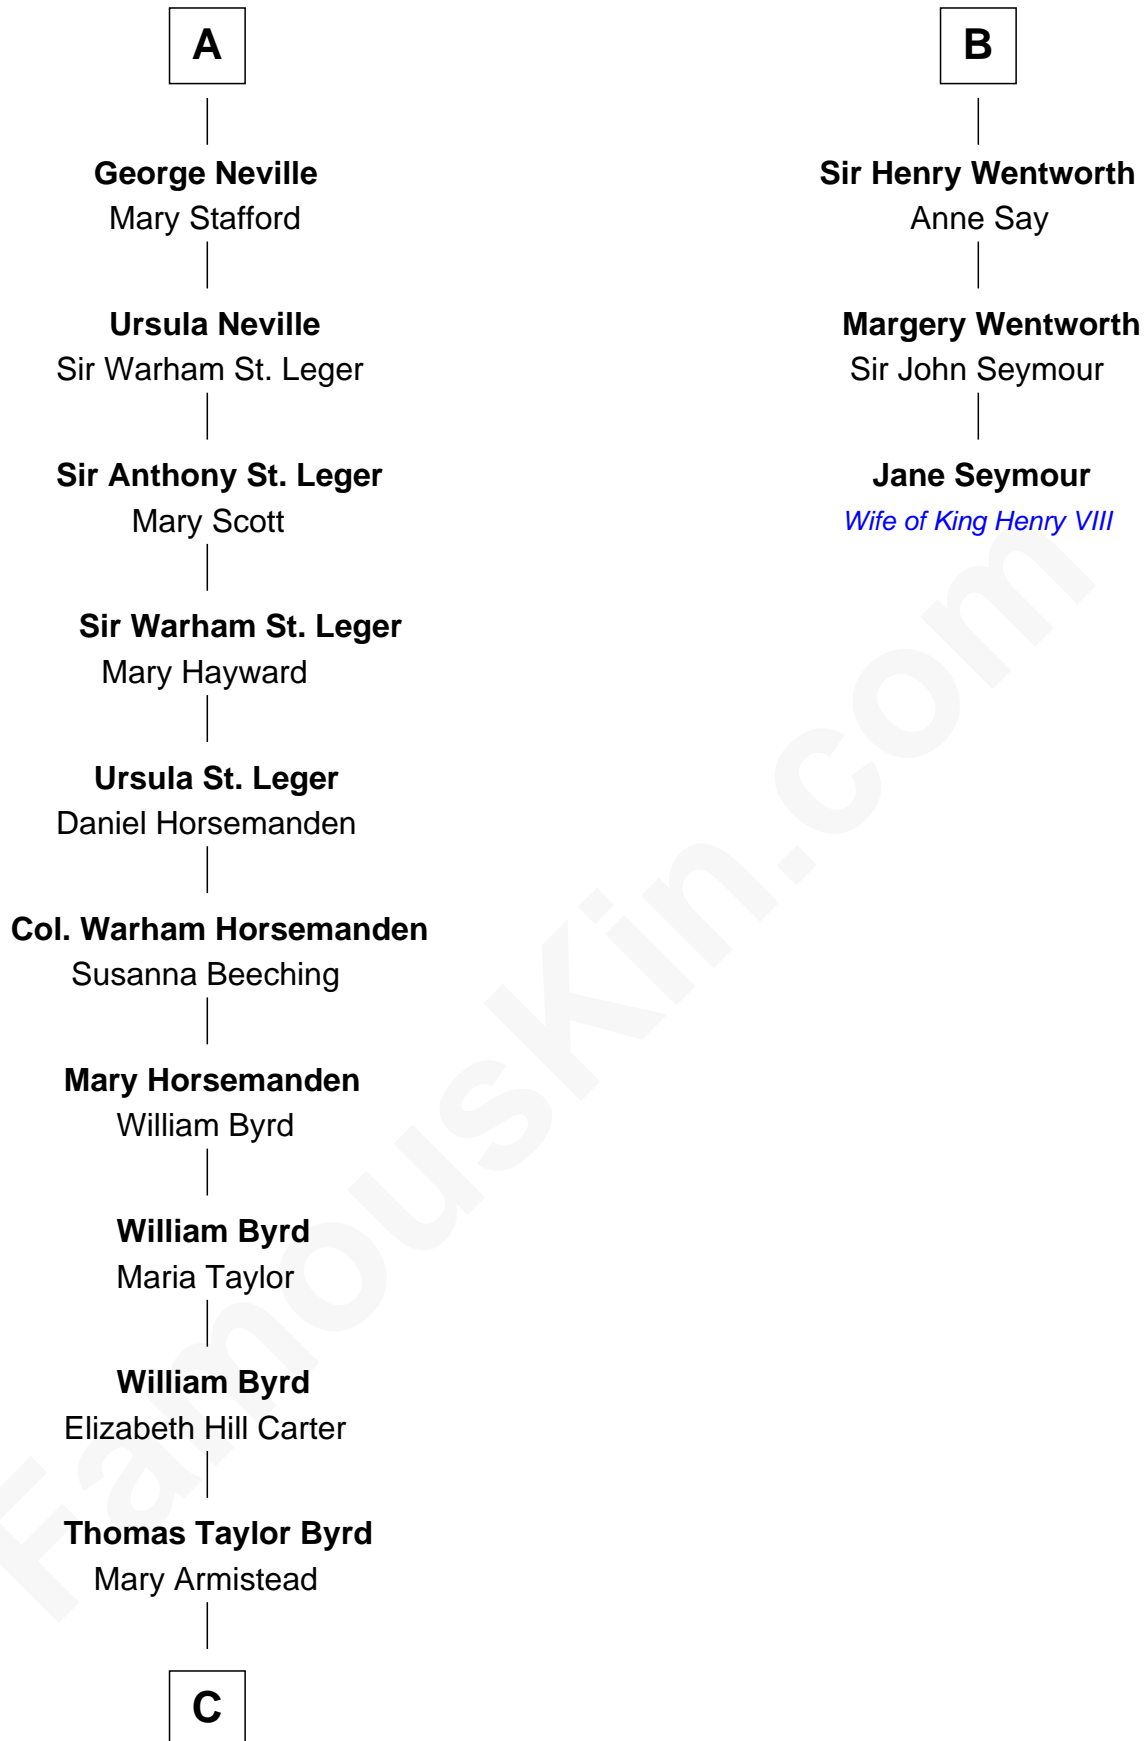 A
George Neville
Mary Stafford
Ursula Neville
Sir Warham St. Leger
Sir Anthony St. Leger
Mary Scott
Sir Warham St. Leger
Mary Hayward
Ursula St. Leger
Daniel Horsemanden
Col. Warham Horsemanden
Susanna Beeching
Mary Horsemanden
William Byrd
William Byrd
Maria Taylor
William Byrd
Elizabeth Hill Carter
Thomas Taylor Byrd
Mary Armistead
C
B
Sir Henry Wentworth
Anne Say
Margery Wentworth
Sir John Seymour
Jane Seymour
Wife of King Henry VIII
FamousKin.com